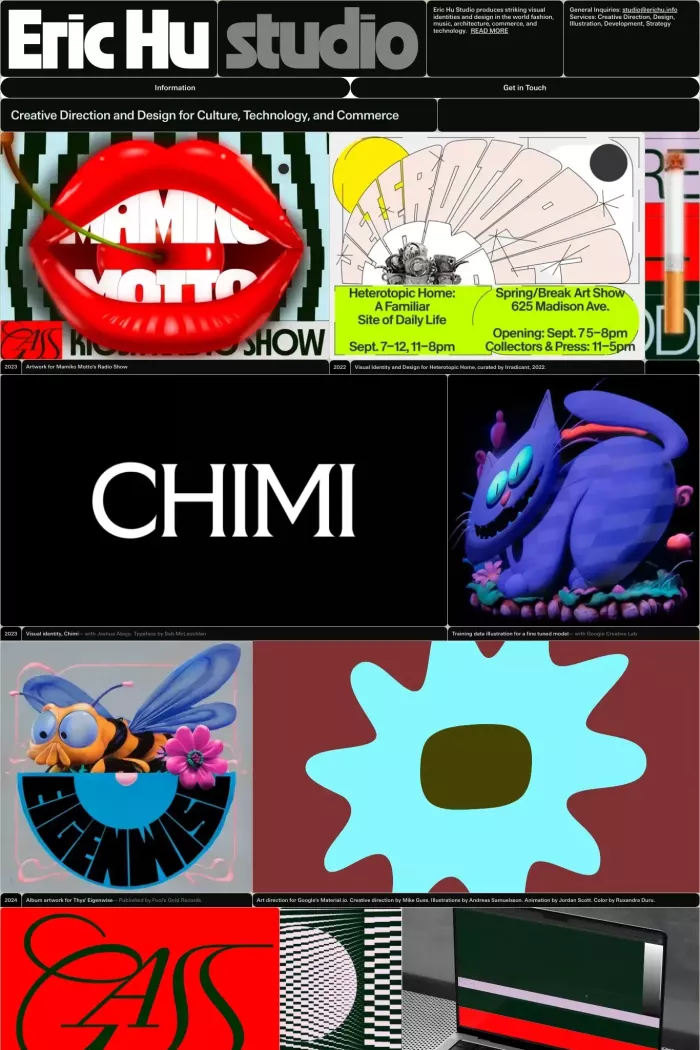 Eric Hu studio
Eric Hu Studio produces striking visual
identities and design in the world fashion,
music, architecture, commerce, and
technology. READ MORE
General Inquiries: studio@erichu.info
Services: Creative Direction, Design,
Illustration, Development, Strategy
Information
Get in Touch
Creative Direction and Design for Culture, Technology, and Commerce
MAMIKO
MOTTO
GASS
RADIO SHOW
HETEROTOPIC
Heterotopic Home:
A Familiar
Site of Daily Life
Sept. 7–12, 11–8pm
Spring/Break Art Show
625 Madison Ave.
Opening: Sept. 7 5–8pm
Collectors & Press: 11–5pm
RE
2023 Artwork for Mamiko Motto's Radio Show
2022 Visual Identity and Design for Heterotopic Home, curated by Irradiant, 2022.
CHIMI
2023 Visual identity, Chimi – with Joshua Abogo. Typeface by Bob McLauchlan
Training data illustration for a fine tuned model – with Google Creative Lab
EIGENWISE
2024 Album artwork for Thys' Eigenwise – Published by Fool's Gold Records.
Art direction for Google's Material.io. Creative direction by Mike Guss. Illustrations by Andreas Samuelsson. Animation by Jordan Scott. Color by Ruxandra Duru.
GASS